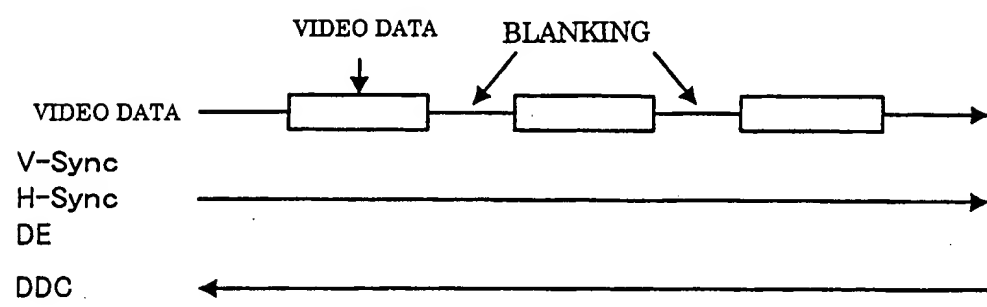 VIDEO DATA BLANKING
VIDEO DATA
V-Sync
H-Sync
DE
DDC